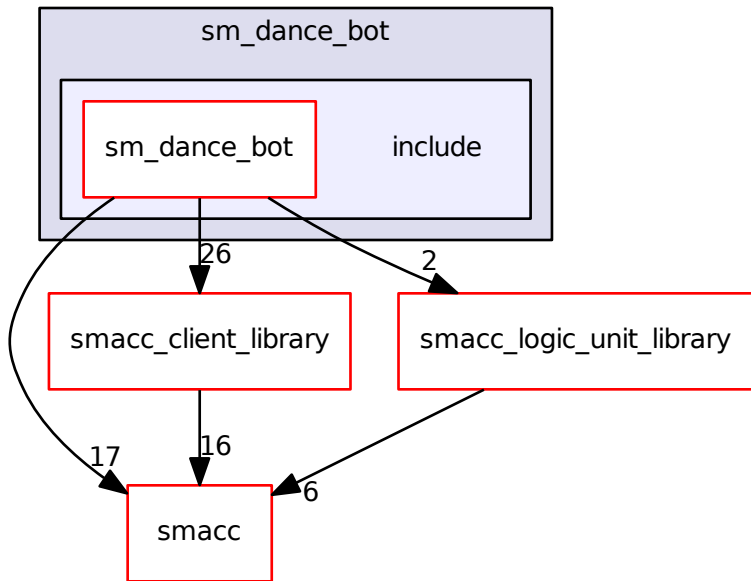 sm_dance_bot
sm_dance_bot
include
26
2
smacc_client_library
smacc_logic_unit_library
17
16
6
smacc